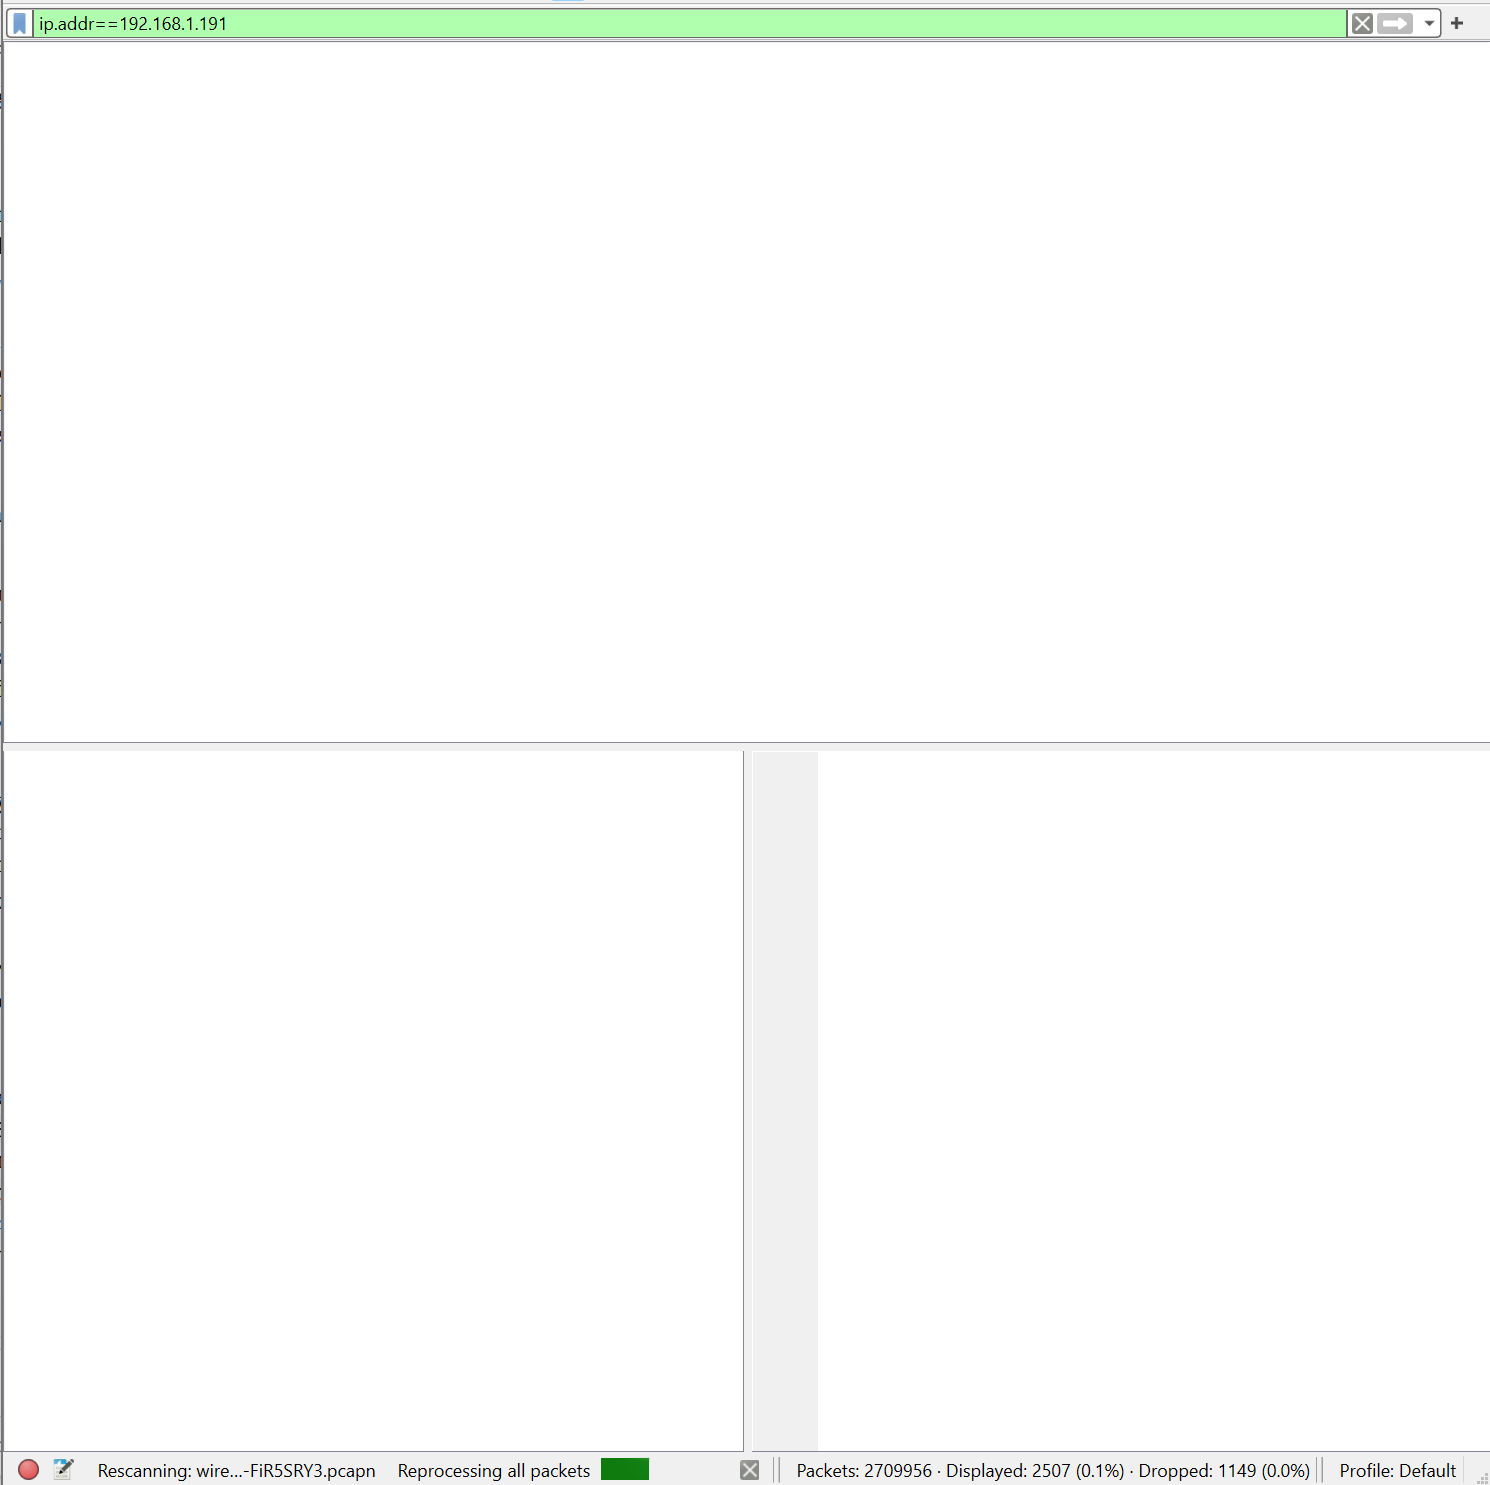 ip.addr==192.168.1.191
Rescanning: wire...-FiR5SRY3.pcapn Reprocessing all packets Packets: 2709956 · Displayed: 2507 (0.1%) · Dropped: 1149 (0.0%) Profile: Default